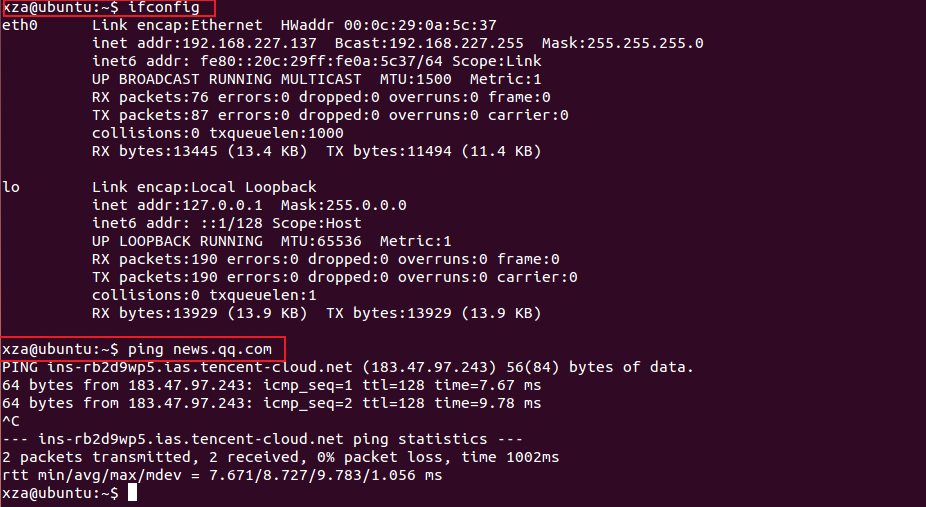 xza@ubuntu:~$ ifconfig
eth0      Link encap:Ethernet  HWaddr 00:0c:29:0a:5c:37
          inet addr:192.168.227.137  Bcast:192.168.227.255  Mask:255.255.255.0
          inet6 addr: fe80::20c:29ff:fe0a:5c37/64 Scope:Link
          UP BROADCAST RUNNING MULTICAST  MTU:1500  Metric:1
          RX packets:76 errors:0 dropped:0 overruns:0 frame:0
          TX packets:87 errors:0 dropped:0 overruns:0 carrier:0
          collisions:0 txqueuelen:1000
          RX bytes:13445 (13.4 KB)  TX bytes:11494 (11.4 KB)

lo        Link encap:Local Loopback
          inet addr:127.0.0.1  Mask:255.0.0.0
          inet6 addr: ::1/128 Scope:Host
          UP LOOPBACK RUNNING  MTU:65536  Metric:1
          RX packets:190 errors:0 dropped:0 overruns:0 frame:0
          TX packets:190 errors:0 dropped:0 overruns:0 carrier:0
          collisions:0 txqueuelen:1
          RX bytes:13929 (13.9 KB)  TX bytes:13929 (13.9 KB)

xza@ubuntu:~$ ping news.qq.com
PING ins-rb2d9wp5.ias.tencent-cloud.net (183.47.97.243) 56(84) bytes of data.
64 bytes from 183.47.97.243: icmp_seq=1 ttl=128 time=7.67 ms
64 bytes from 183.47.97.243: icmp_seq=2 ttl=128 time=9.78 ms
^C
--- ins-rb2d9wp5.ias.tencent-cloud.net ping statistics ---
2 packets transmitted, 2 received, 0% packet loss, time 1002ms
rtt min/avg/max/mdev = 7.671/8.727/9.783/1.056 ms
xza@ubuntu:~$